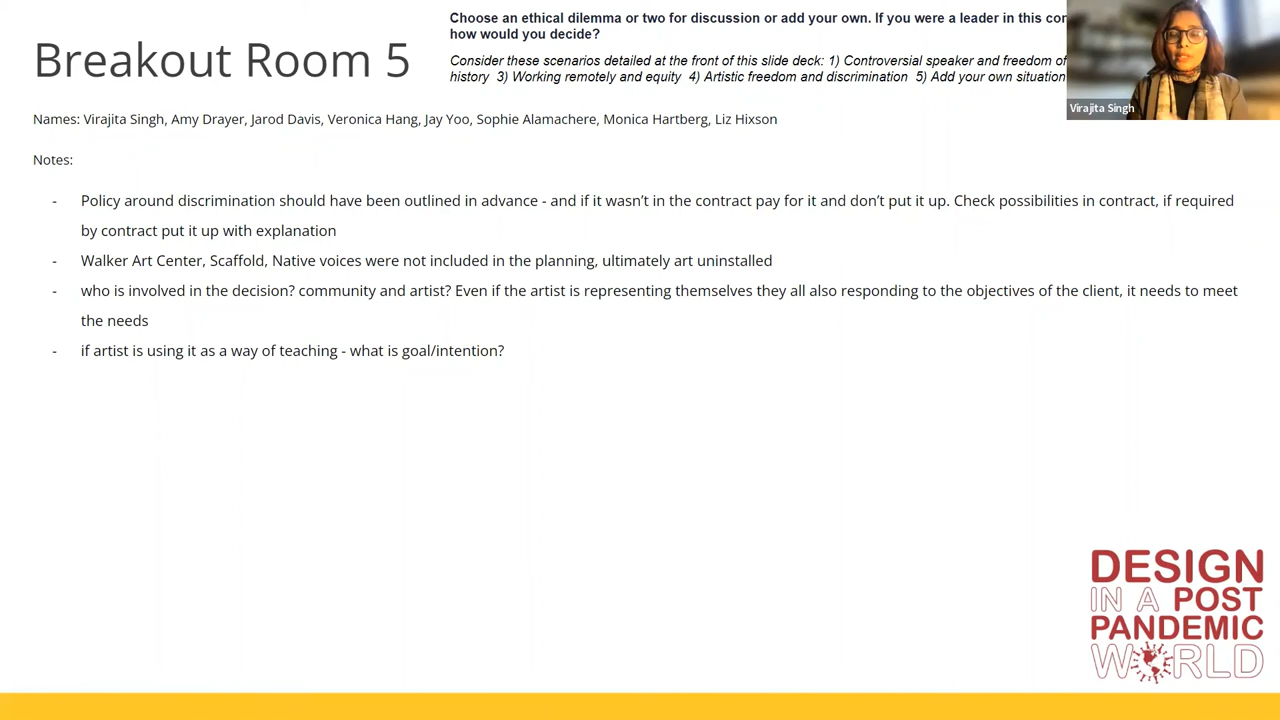 Breakout Room 5
Choose an ethical dilemma or two for discussion or add your own. If you were a leader in this
how would you decide?
Consider these scenarios detailed at the front of this slide deck: 1) Controversial speaker and freedom of
history 3) Working remotely and equity 4) Artistic freedom and discrimination 5) Add your own situation
Virajita Singh
Names: Virajita Singh, Amy Drayer, Jarod Davis, Veronica Hang, Jay Yoo, Sophie Alamachere, Monica Hartberg, Liz Hixson
Notes:
- Policy around discrimination should have been outlined in advance - and if it wasn't in the contract pay for it and don't put it up. Check possibilities in contract, if required
by contract put it up with explanation
- Walker Art Center, Scaffold, Native voices were not included in the planning, ultimately art uninstalled
- who is involved in the decision? community and artist? Even if the artist is representing themselves they all also responding to the objectives of the client, it needs to meet
the needs
- if artist is using it as a way of teaching - what is goal/intention?
DESIGN
IN A POST
PANDEMIC
WORLD